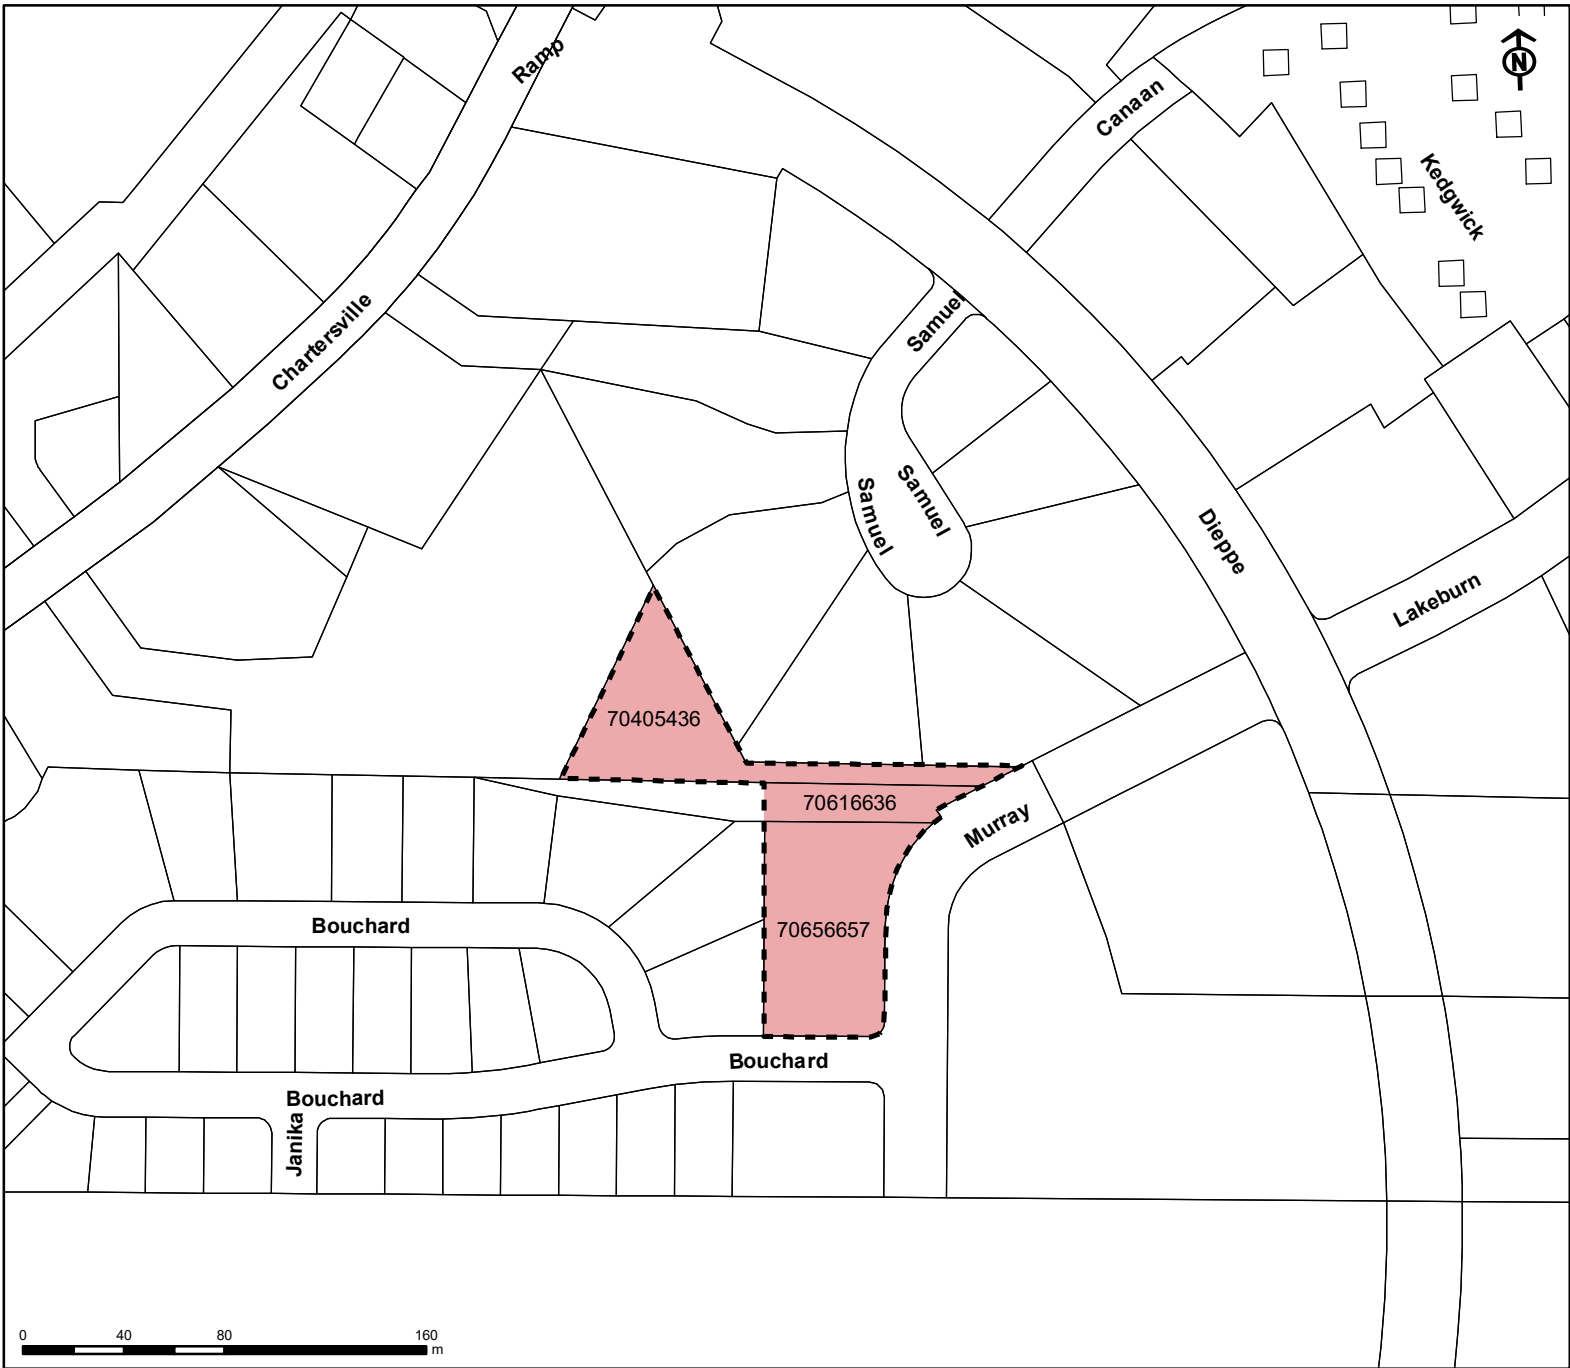 Ramp
N
Canaan
Kedgwick
Chartersville
Samuel
Samuel
Samuel
Dieppe
Lakeburn
70405436
70616636
Murray
Bouchard
70656657
Bouchard
Bouchard
Janika
0 40 80 160
m